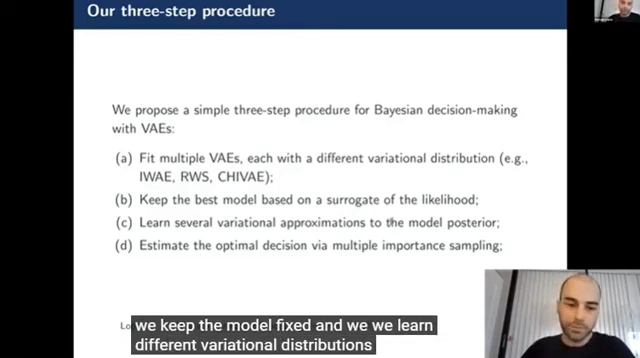 Our three-step procedure
We propose a simple three-step procedure for Bayesian decision-making
with VAEs:
(a) Fit multiple VAEs, each with a different variational distribution (e.g.,
IWAE, RWS, CHIVAE);
(b) Keep the best model based on a surrogate of the likelihood;
(c) Learn several variational approximations to the model posterior;
(d) Estimate the optimal decision via multiple importance sampling;
we keep the model fixed and we we learn
different variational distributions